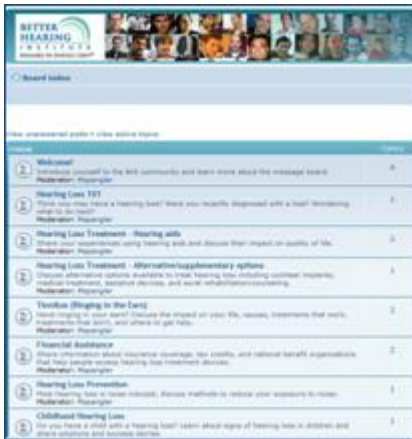 BETTER
HEARING
INSTITUTE
Board index
View unanswered posts • View active topics
Welcome!
Introduce yourself to the BHI community and learn more about the message board.
Moderator:
Hearing Loss 101
Think you may have a hearing loss? Were you recently diagnosed with a loss? Wondering
what to do next?
Moderator:
Hearing Loss Treatment - Hearing aids
Share your experiences using hearing aids and discuss their impact on quality of life.
Moderator:
Hearing Loss Treatment - Alternative/supplementary options
Discuss alternative options available to treat hearing loss including cochlear implants,
medical treatment, assistive devices, and aural rehabilitation/counseling.
Moderator:
Tinnitus (Ringing in the Ears)
Have ringing in your ears? Discuss the impact on your life, causes, treatments that work,
treatments that don't, and where to get help.
Moderator:
Financial Assistance
Share information about insurance coverage, tax credits, and national benefit organizations
that help people access hearing loss treatment devices.
Moderator:
Hearing Loss Prevention
Most hearing loss is noise induced; discuss methods to reduce your exposure to noise.
Moderator:
Childhood Hearing Loss
Do you have a child with a hearing loss? Learn about signs of hearing loss in children and
share solutions and success stories.